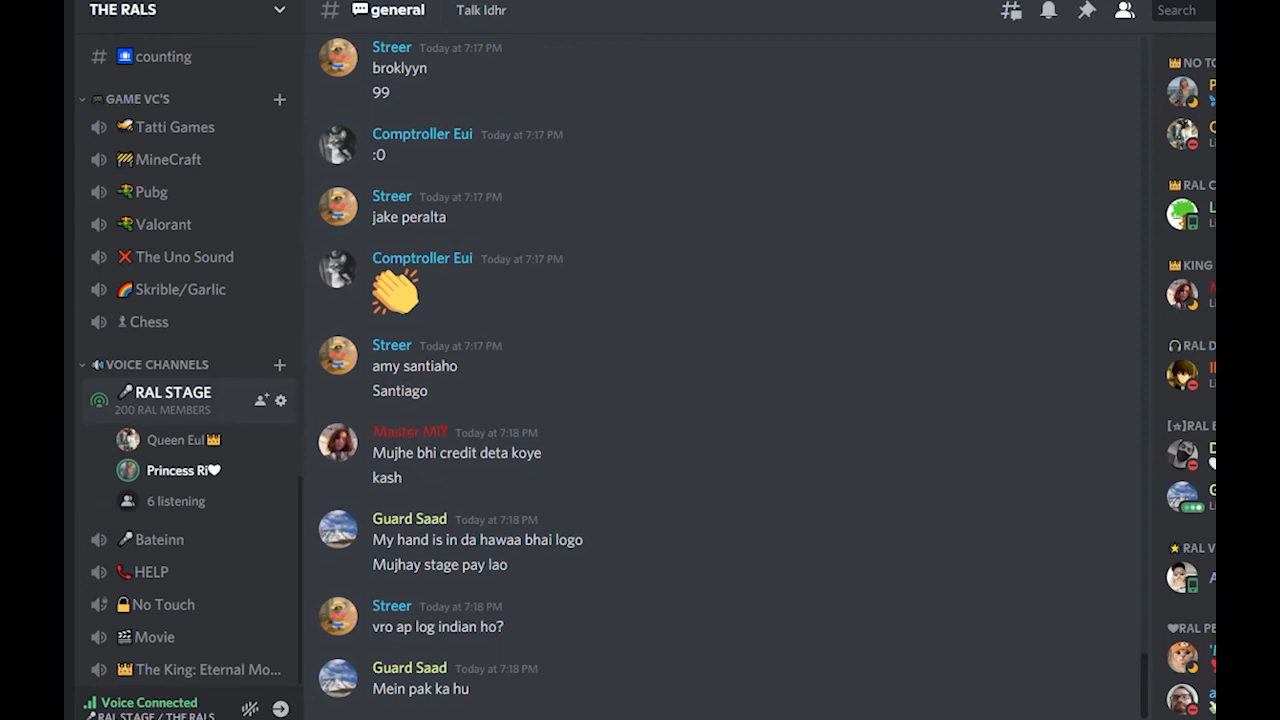 THE RALS
counting
GAME VC'S
Tatti Games
MineCraft
Pubg
Valorant
The Uno Sound
Skrible/Garlic
Chess
VOICE CHANNELS
RAL STAGE
200 RAL MEMBERS
Queen Eul
Princess Ri
6 listening
Bateinn
HELP
No Touch
Movie
The King: Eternal Mo...
Voice Connected
RAL STAGE / THE RALS
general
Talk Idhr
Search
Streer Today at 7:17 PM
broklyyn
99
Comptroller Eui Today at 7:17 PM
:0
Streer Today at 7:17 PM
jake peralta
Comptroller Eui Today at 7:17 PM
Streer Today at 7:17 PM
amy santiaho
Santiago
Today at 7:18 PM
Mujhe bhi credit deta koye
kash
Guard Saad Today at 7:18 PM
My hand is in da hawaa bhai logo
Mujhay stage pay lao
Streer Today at 7:18 PM
vro ap log indian ho?
Guard Saad Today at 7:18 PM
Mein pak ka hu
NO TO
RAL C
KING
RAL D
RAL E
RAL V
RAL PE